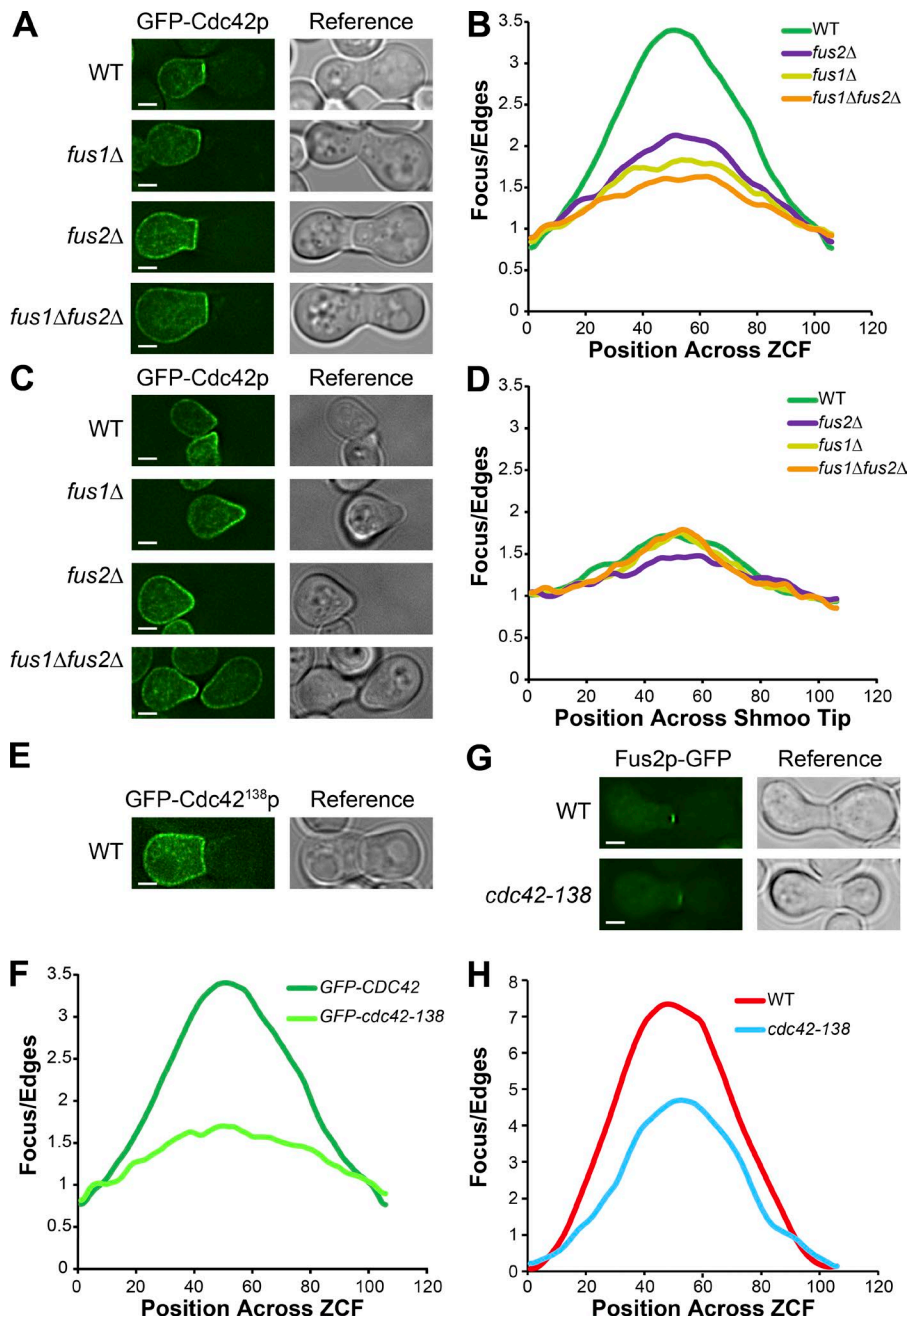 A
GFP-Cdc42p
Reference
WT
fus1Δ
fus2Δ
fus1Δfus2Δ
B
Focus/Edges
3.5
3
2.5
2
1.5
1
0.5
0
0
20
40
60
80
100
120
Position Across ZCF
WT
fus2Δ
fus1Δ
fus1Δfus2Δ
C
GFP-Cdc42p
Reference
WT
fus1Δ
fus2Δ
fus1Δfus2Δ
D
Focus/Edges
3.5
3
2.5
2
1.5
1
0.5
0
0
20
40
60
80
100
120
Position Across Shmoo Tip
WT
fus2Δ
fus1Δ
fus1Δfus2Δ
E
GFP-Cdc42¹³⁸p
Reference
WT
G
Fus2p-GFP
Reference
WT
cdc42-138
F
Focus/Edges
3.5
3
2.5
2
1.5
1
0.5
0
0
20
40
60
80
100
120
Position Across ZCF
GFP-CDC42
GFP-cdc42-138
H
Focus/Edges
8
7
6
5
4
3
2
1
0
0
20
40
60
80
100
120
Position Across ZCF
WT
cdc42-138